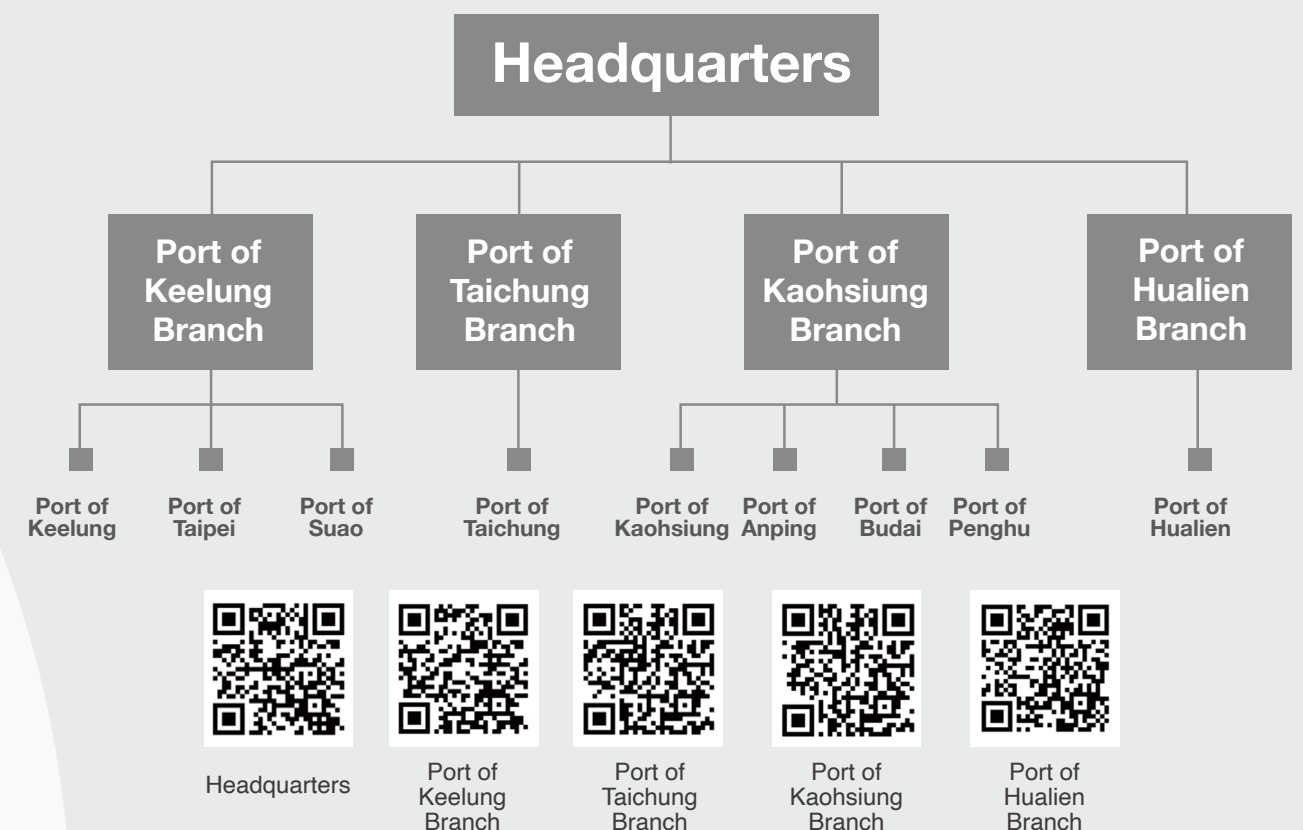 Headquarters
Port of
Keelung
Branch
Port of
Taichung
Branch
Port of
Kaohsiung
Branch
Port of
Hualien
Branch
Port of
Keelung
Port of
Taipei
Port of
Suao
Port of
Taichung
Port of
Kaohsiung
Port of
Anping
Port of
Budai
Port of
Penghu
Port of
Hualien
Headquarters
Port of
Keelung
Branch
Port of
Taichung
Branch
Port of
Kaohsiung
Branch
Port of
Hualien
Branch